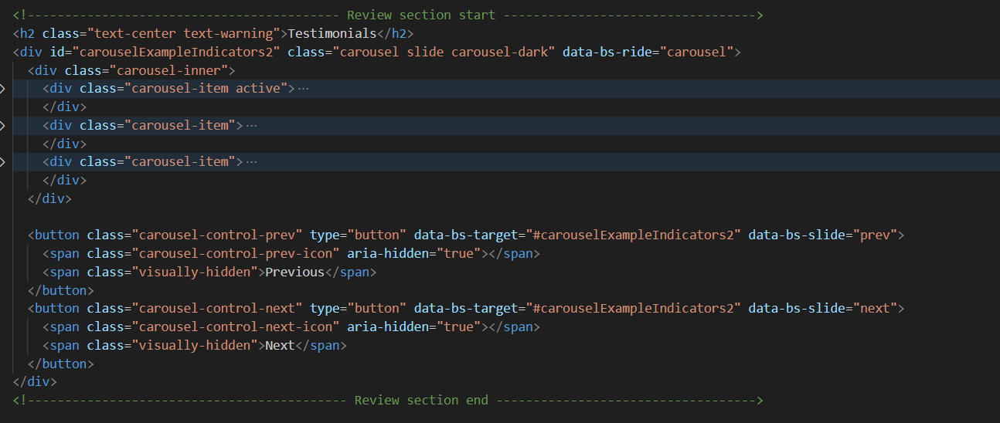 <!------------------------------------------ Review section start ---------------------------------->
<h2 class="text-center text-warning">Testimonials</h2>
<div id="carouselExampleIndicators2" class="carousel slide carousel-dark" data-bs-ride="carousel">
  <div class="carousel-inner">
    <div class="carousel-item active">···
    </div>
    <div class="carousel-item">···
    </div>
    <div class="carousel-item">···
    </div>
  </div>

  <button class="carousel-control-prev" type="button" data-bs-target="#carouselExampleIndicators2" data-bs-slide="prev">
    <span class="carousel-control-prev-icon" aria-hidden="true"></span>
    <span class="visually-hidden">Previous</span>
  </button>
  <button class="carousel-control-next" type="button" data-bs-target="#carouselExampleIndicators2" data-bs-slide="next">
    <span class="carousel-control-next-icon" aria-hidden="true"></span>
    <span class="visually-hidden">Next</span>
  </button>
</div>
<!------------------------------------------- Review section end ----------------------------------->